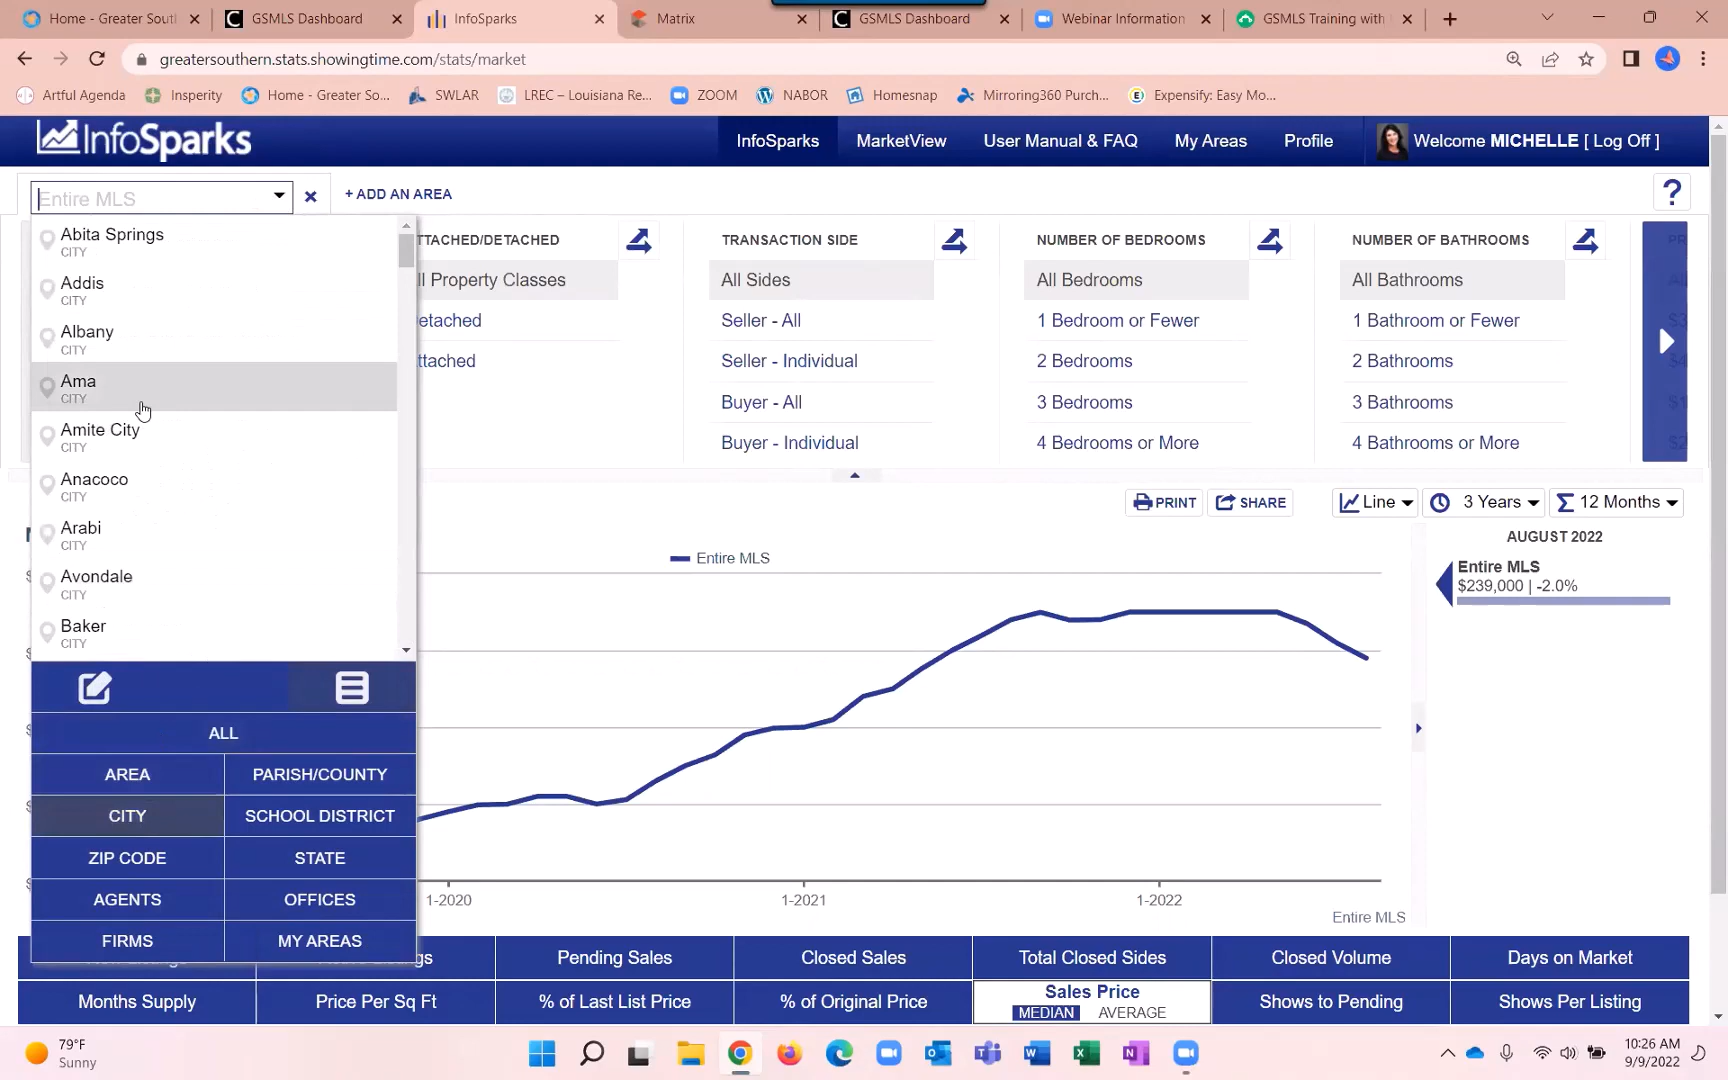 Home - Greater South
GSMLS Dashboard
InfoSparks
Matrix
GSMLS Dashboard
Webinar Information
GSMLS Training with
greatersouthern.stats.showingtime.com/stats/market
Artful Agenda
Insperity
Home - Greater So...
SWLAR
LREC – Louisiana Re...
ZOOM
NABOR
Homesnap
Mirroring360 Purch...
Expensify: Easy Mo...
InfoSparks
InfoSparks
MarketView
User Manual & FAQ
My Areas
Profile
Welcome MICHELLE [ Log Off ]
Entire MLS
+ ADD AN AREA
?
Abita Springs
CITY
Addis
CITY
Albany
CITY
Ama
CITY
Amite City
CITY
Anacoco
CITY
Arabi
CITY
Avondale
CITY
Baker
CITY
ALL
AREA
PARISH/COUNTY
CITY
SCHOOL DISTRICT
ZIP CODE
STATE
AGENTS
OFFICES
FIRMS
MY AREAS
TTACHED/DETACHED
ll Property Classes
etached
ttached
TRANSACTION SIDE
All Sides
Seller - All
Seller - Individual
Buyer - All
Buyer - Individual
NUMBER OF BEDROOMS
All Bedrooms
1 Bedroom or Fewer
2 Bedrooms
3 Bedrooms
4 Bedrooms or More
NUMBER OF BATHROOMS
All Bathrooms
1 Bathroom or Fewer
2 Bathrooms
3 Bathrooms
4 Bathrooms or More
PRINT
SHARE
Line
3 Years
12 Months
Entire MLS
AUGUST 2022
Entire MLS
$239,000 | -2.0%
1-2020
1-2021
1-2022
Entire MLS
Pending Sales
Closed Sales
Total Closed Sides
Closed Volume
Days on Market
Months Supply
Price Per Sq Ft
% of Last List Price
% of Original Price
Sales Price
MEDIAN
AVERAGE
Shows to Pending
Shows Per Listing
79°F
Sunny
10:26 AM
9/9/2022